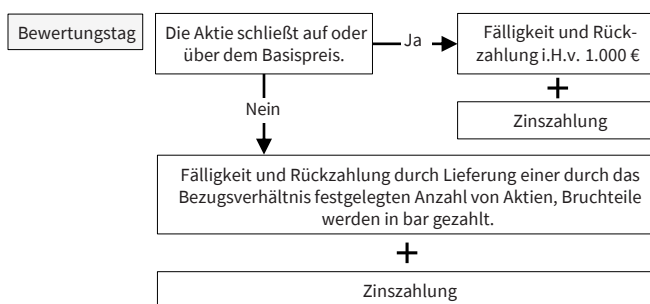 Bewertungstag
Die Aktie schließt auf oder
über dem Basispreis.
Ja
Fälligkeit und Rück-
zahlung i.H.v. 1.000 €
+
Zinszahlung
Nein
Fälligkeit und Rückzahlung durch Lieferung einer durch das
Bezugsverhältnis festgelegten Anzahl von Aktien, Bruchteile
werden in bar gezahlt.
+
Zinszahlung